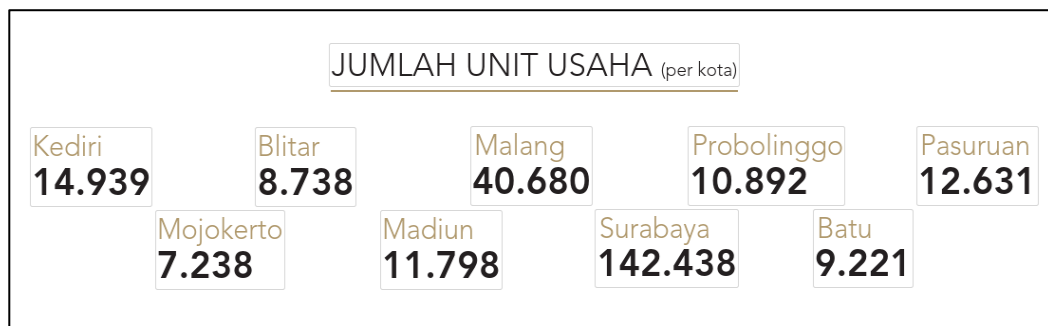 JUMLAH UNIT USAHA (per kota)
Kediri
14.939
Blitar
8.738
Malang
40.680
Probolinggo
10.892
Pasuruan
12.631
Mojokerto
7.238
Madiun
11.798
Surabaya
142.438
Batu
9.221